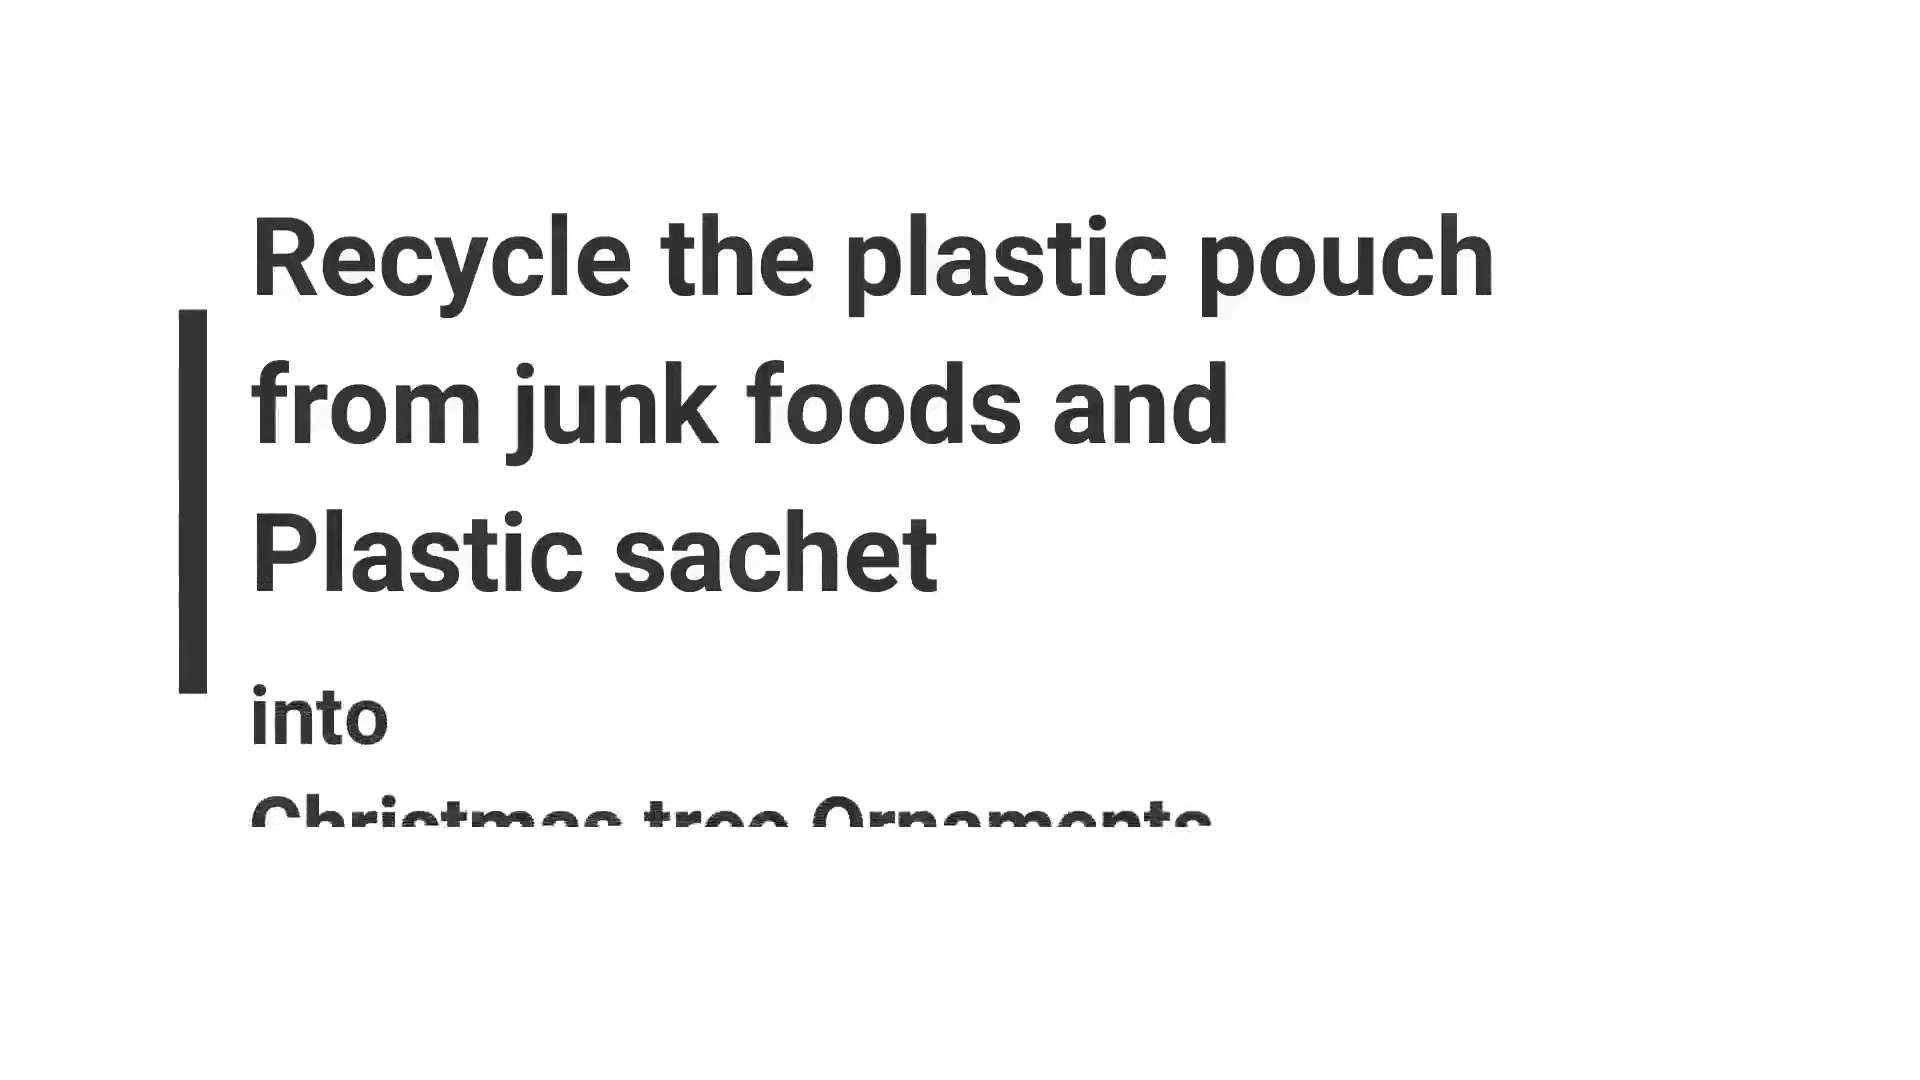 Recycle the plastic pouch
from junk foods and
Plastic sachet
into
Christmas tree Ornaments